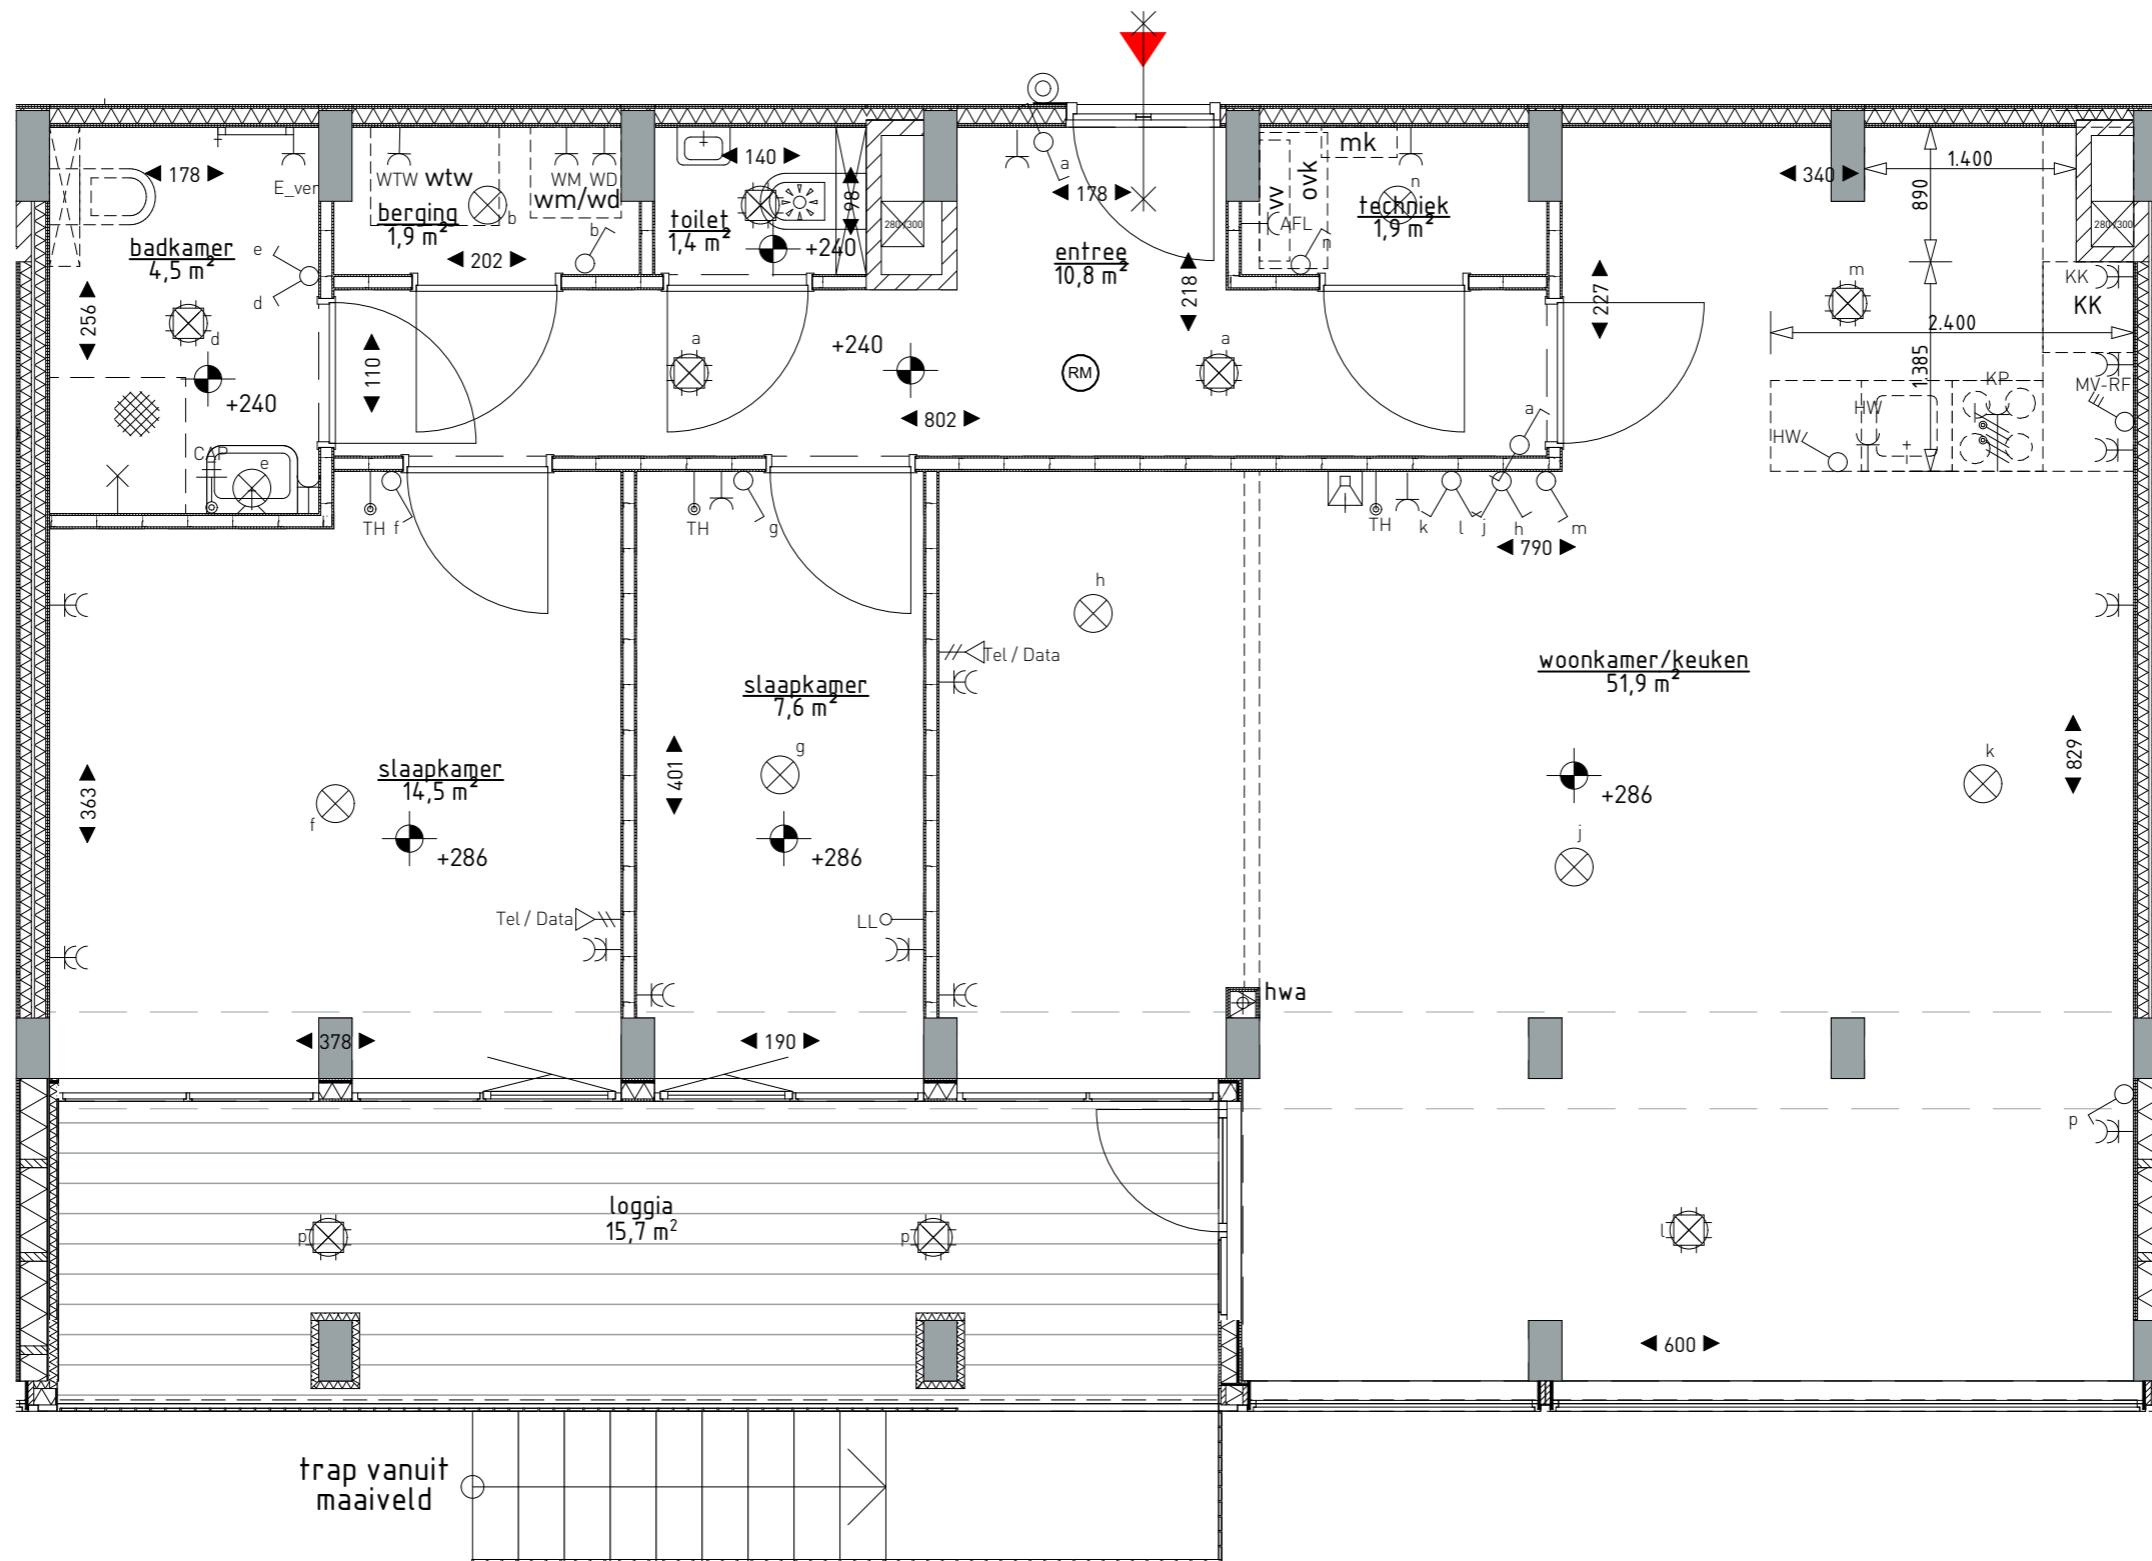 178
E_ver
badkamer
4,5 m²
e
d
256
d
+240
CAP
e
WTW
wtw
b
WM
WD
wm/wd
berging
1,9 m²
b
202
110
140
98
toilet
1,4 m²
+240
280/300
a
178
entree
10,8 m²
218
vv
ovk
mk
AFL
n
n
techniek
1,9 m²
227
340
1.400
890
280/300
m
KK
KK
2.400
1.385
KP
MV-RF
HW
HW
a
+240
RM
a
802
a
TH
f
TH
g
TH
k
l
j
h
m
790
h
Tel / Data
woonkamer/keuken
51,9 m²
slaapkamer
7,6 m²
g
401
+286
slaapkamer
14,5 m²
363
f
+286
k
829
+286
j
Tel / Data
LL
hwa
378
190
p
loggia
15,7 m²
p
p
l
600
trap vanuit
maaiveld